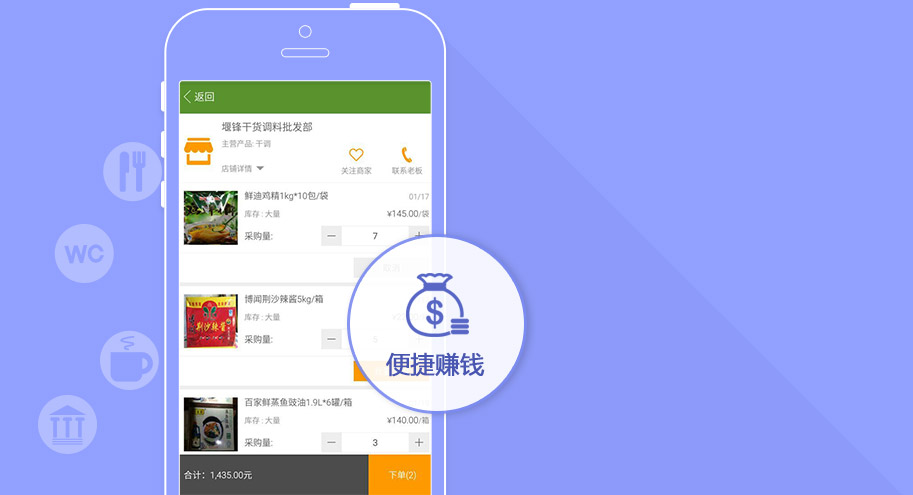 返回
堰锋干货调料批发部
主营产品: 干调
店铺详情
关注商家
联系老板
鲜迪鸡精1kg*10包/袋
01/17
库存 : 大量
¥145.00/袋
采购量:
7
WC
博闻荆沙辣酱5kg/箱
库存 : 大量
采购量:
荆沙辣酱
便捷赚钱
百家鲜蒸鱼豉油1.9L*6罐/箱
库存 : 大量
¥140.00/箱
采购量:
3
合计: 1,435.00元
下单(2)